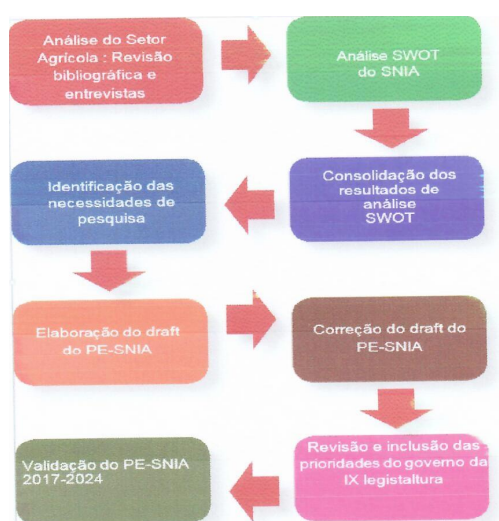 Análise do Setor
Agrícola : Revisão
bibliográfica e
entrevistas
Análise SWOT
do SNIA
Consolidação dos
resultados de
análise
SWOT
Identificação das
necessidades de
pesquisa
Elaboração do draft
do PE-SNIA
Correção do draft do
PE-SNIA
Revisão e inclusão das
prioridades do governo da
IX legistaltura
Validação do PE-SNIA
2017-2024